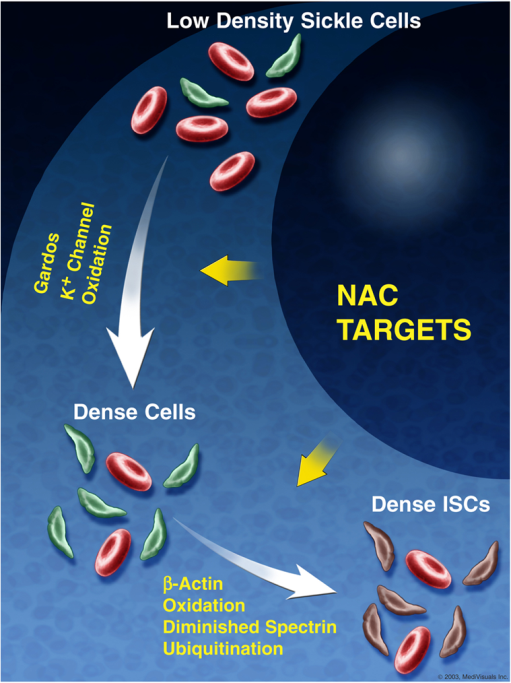 Low Density Sickle Cells
Gardos
K+ Channel
Oxidation
NAC
TARGETS
Dense Cells
Dense ISCs
β-Actin
Oxidation
Diminished Spectrin
Ubiquitination
© 2003, MediVisuals Inc.